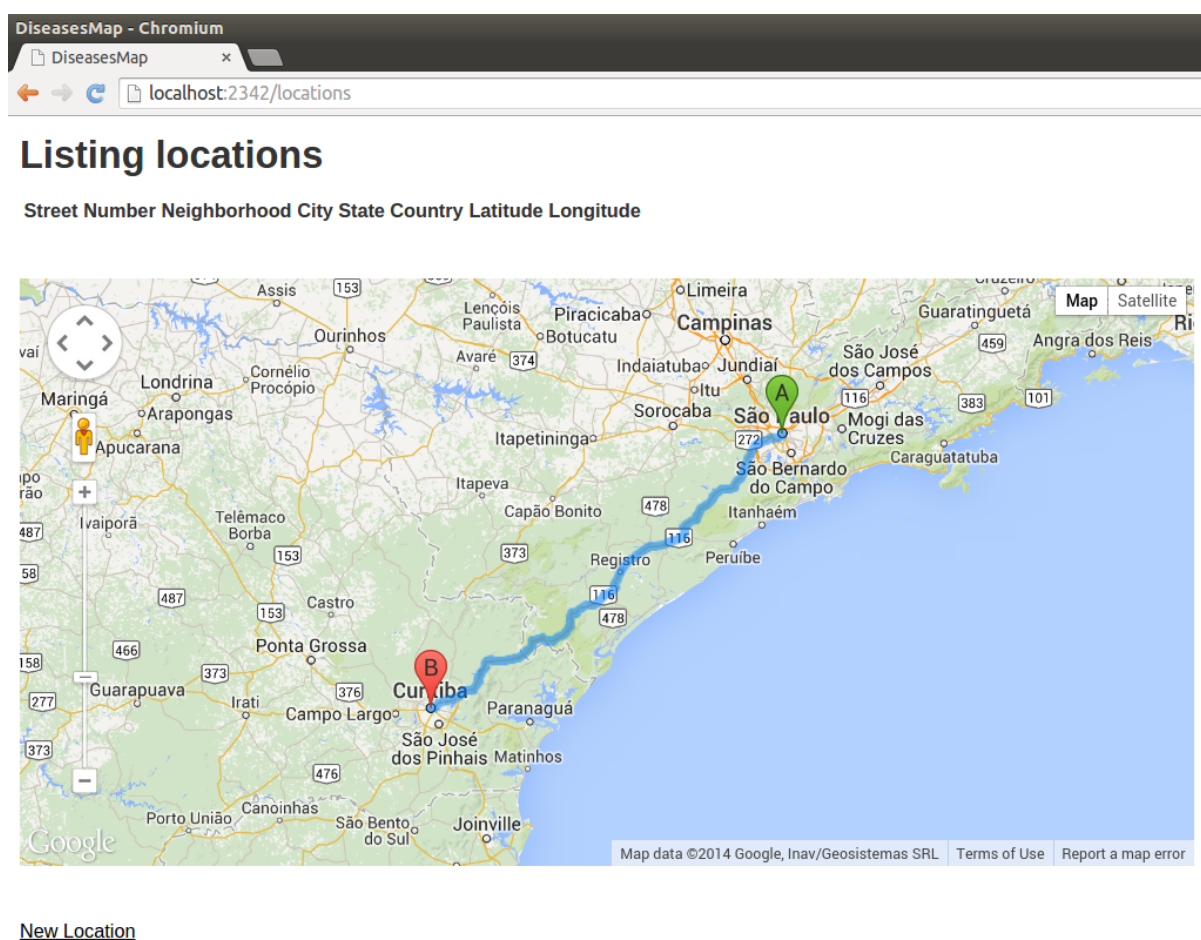 DiseasesMap - Chromium
DiseasesMap ×
localhost:2342/locations
Listing locations
Street Number Neighborhood City State Country Latitude Longitude
Map Satellite
Assis 153 Limeira
Lençóis Paulista
Piracicaba
Campinas
Guaratinguetá
Ourinhos
Botucatu
459
Angra dos Reis
Avaré 374
Indaiatuba
Jundiaí
São José dos Campos
Londrina
Cornélio Procópio
Itu
A
116
383
101
Maringá
Arapongas
Sorocaba
São Paulo
Mogi das Cruzes
Apucarana
Itapetininga
272
Caraguatatuba
São Bernardo do Campo
Itapeva
Ivaiporã
Telêmaco Borba
Capão Bonito
478
Itanhaém
487
153
373
116
Registro
Peruíbe
58
487
153
Castro
116
478
466
Ponta Grossa
158
373
B
Guarapuava
376
Curitiba
277
Irati
Campo Largo
Paranaguá
373
São José dos Pinhais
Matinhos
476
Porto União
Canoinhas
São Bento do Sul
Joinville
Google
Map data ©2014 Google, Inav/Geosistemas SRL Terms of Use Report a map error
New Location